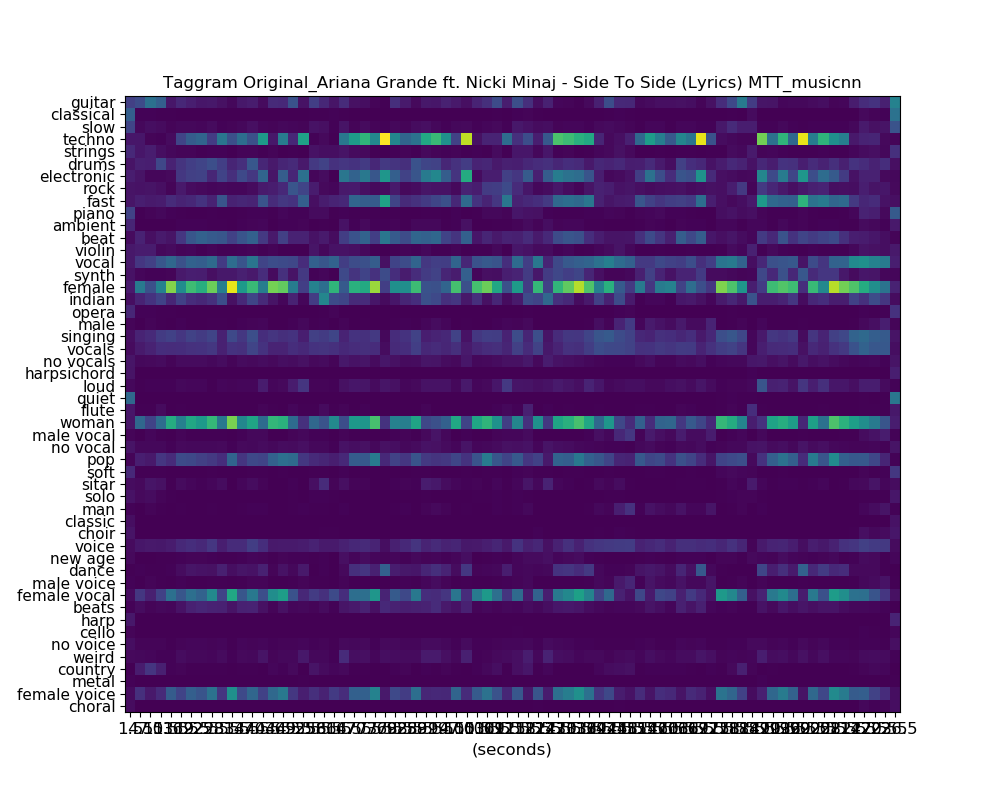 Taggram Original_Ariana Grande ft. Nicki Minaj - Side To Side (Lyrics) MTT_musicnn
guitar
classical
slow
techno
strings
drums
electronic
rock
fast
piano
ambient
beat
violin
vocal
synth
female
indian
opera
male
singing
vocals
no vocals
harpsichord
loud
quiet
flute
woman
male vocal
no vocal
pop
soft
sitar
solo
man
classic
choir
voice
new age
dance
male voice
female vocal
beats
harp
cello
no voice
weird
country
metal
female voice
choral
(seconds)